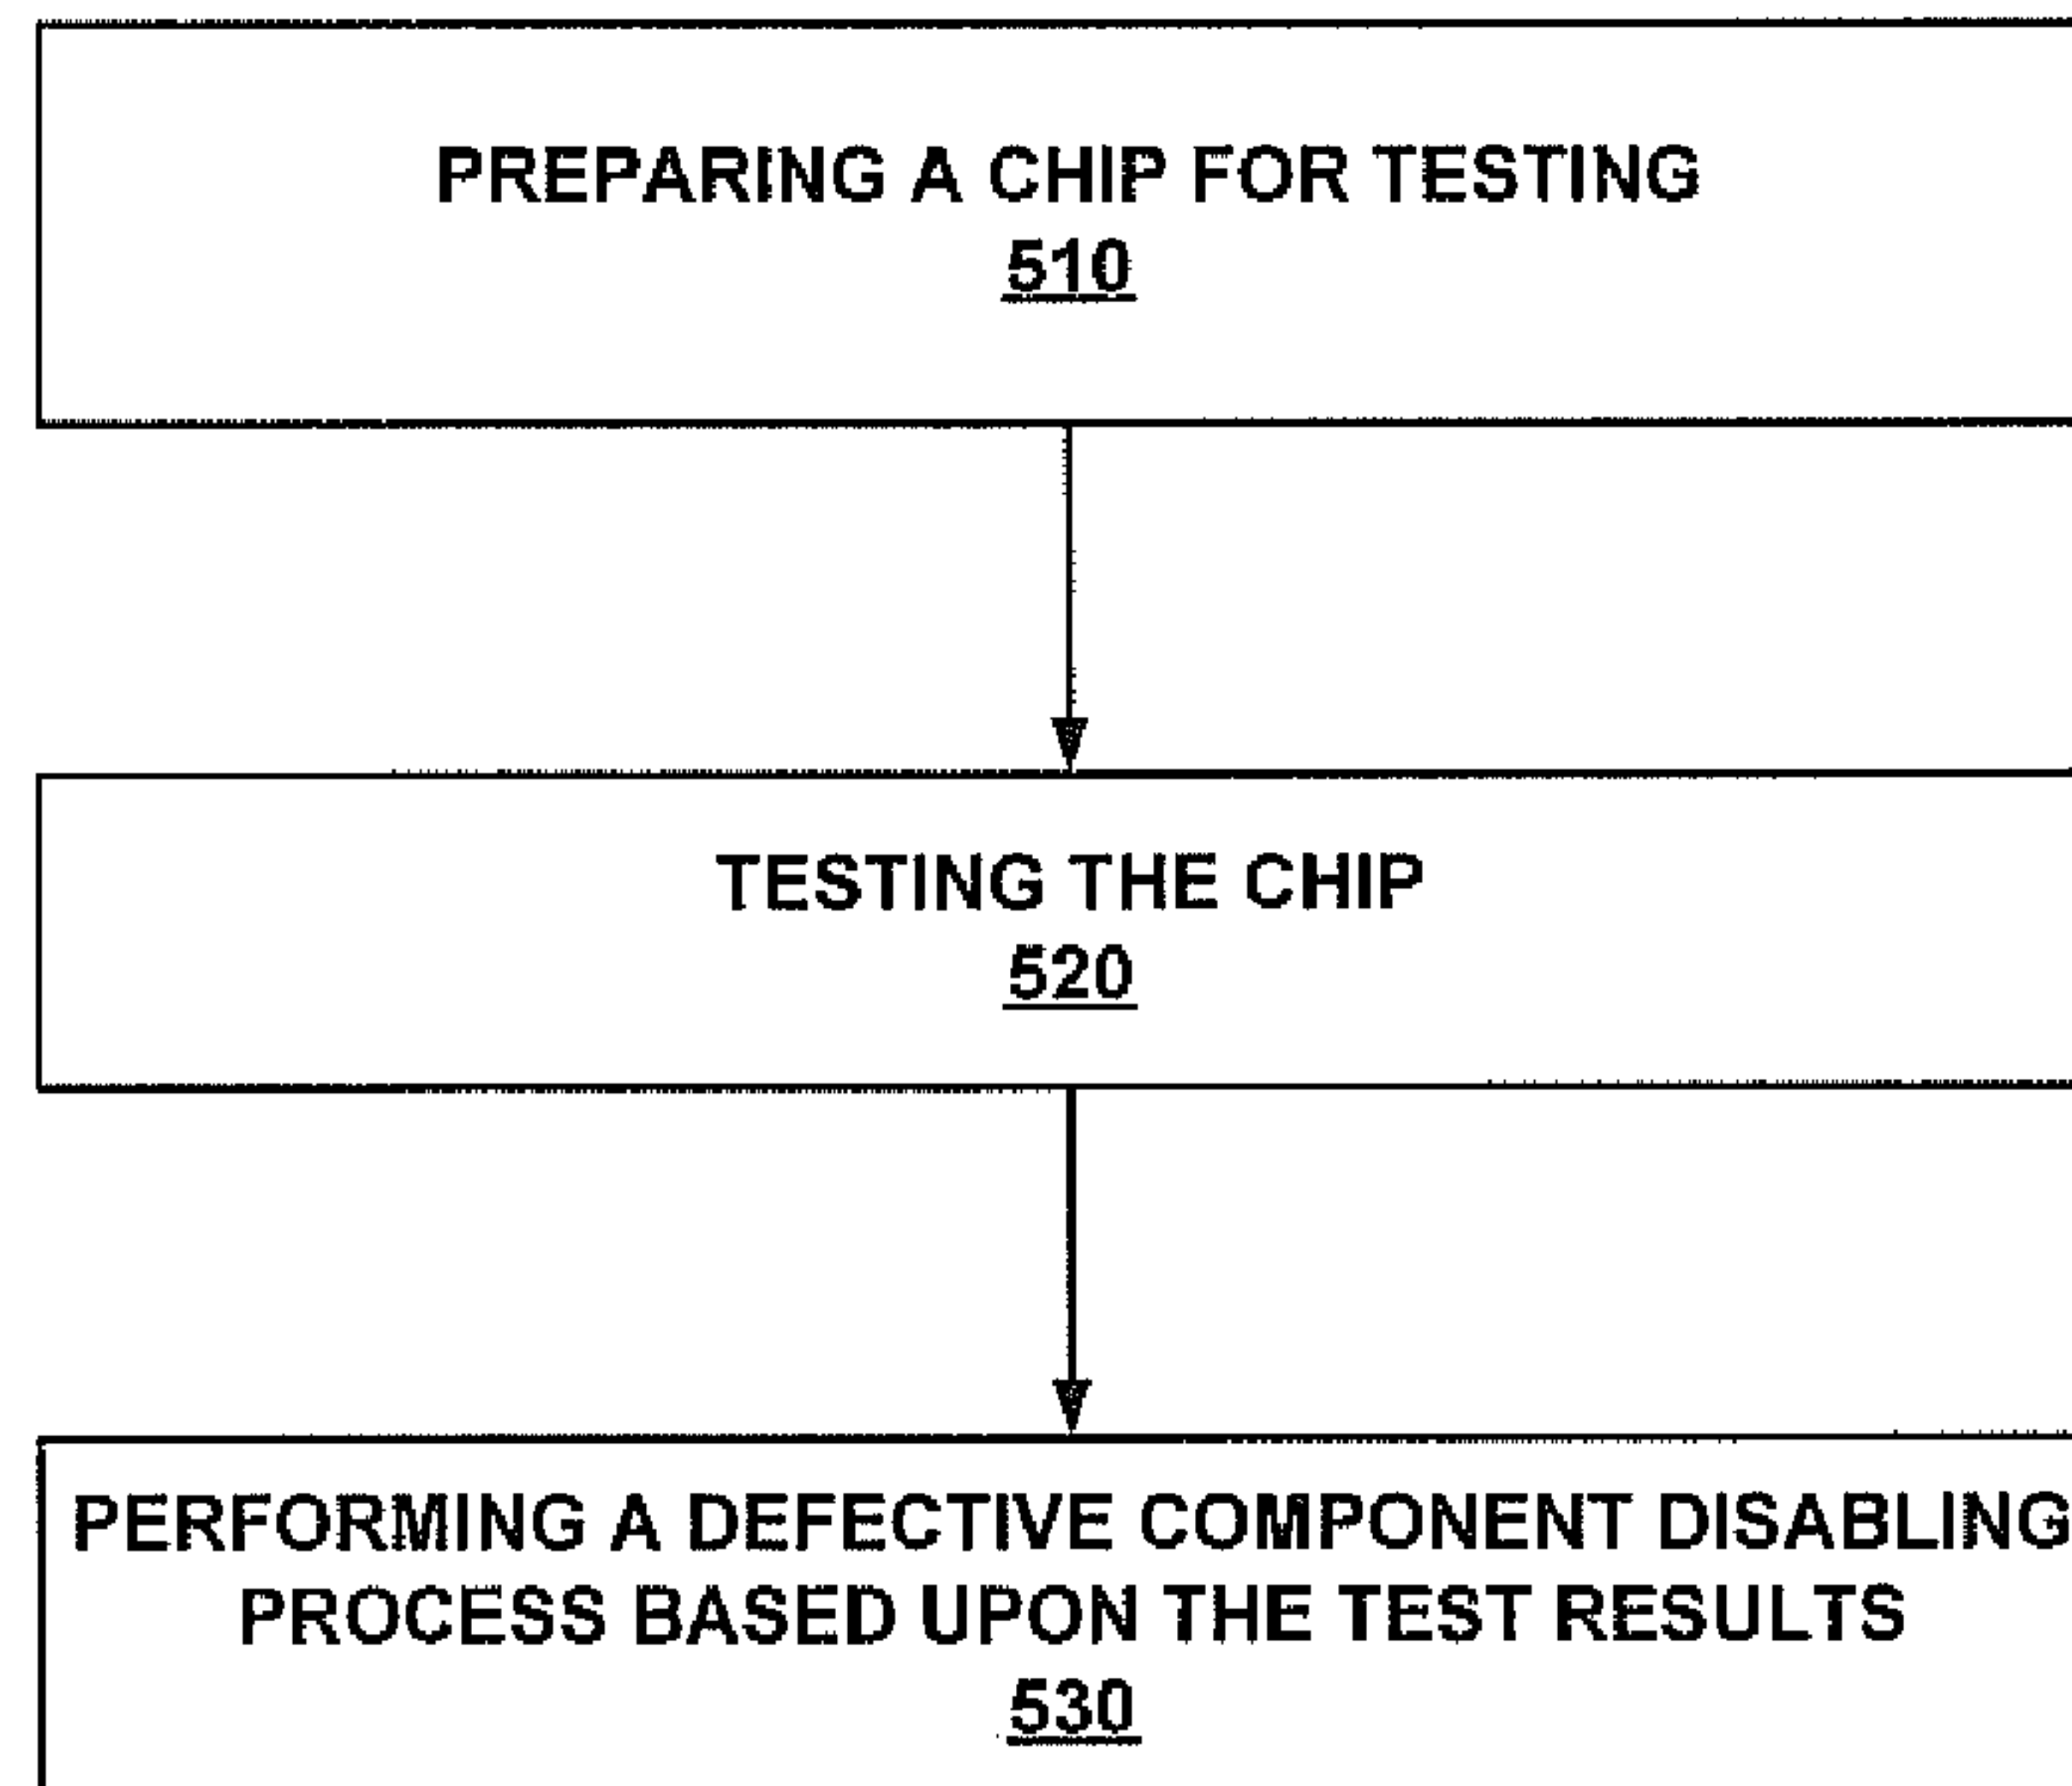 PREPARING A CHIP FOR TESTING
510
TESTING THE CHIP
520
PERFORMING A DEFECTIVE COMPONENT DISABLING
PROCESS BASED UPON THE TEST RESULTS
530